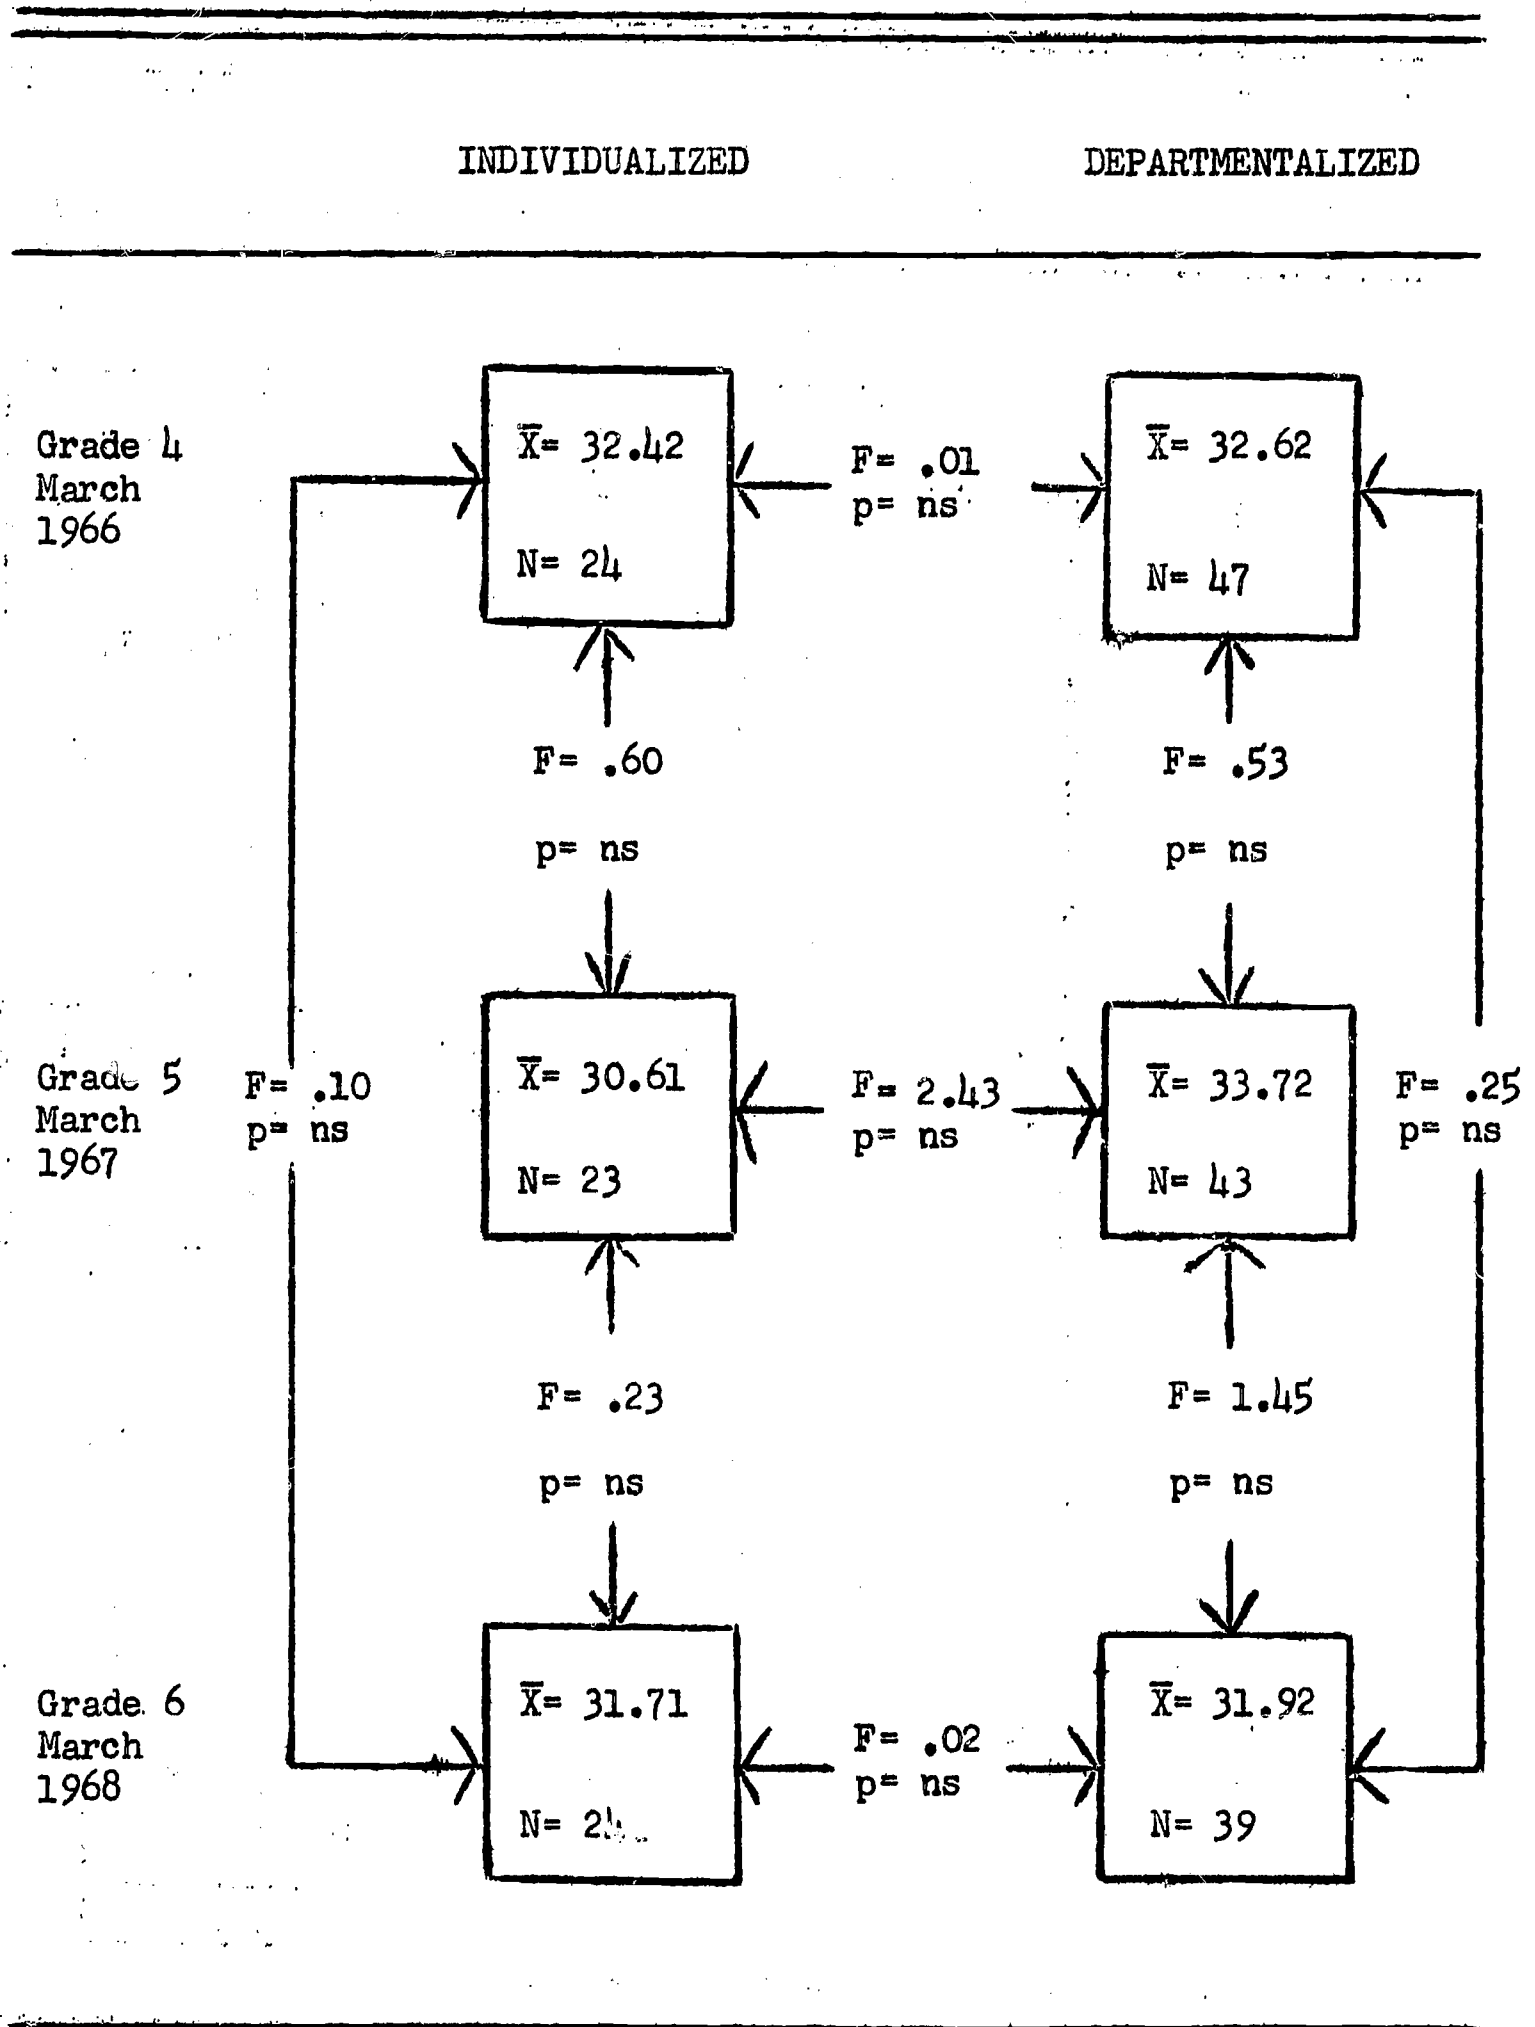 INDIVIDUALIZED DEPARTMENTALIZED
Grade 4
March
1966
X̅= 32.42
N= 24
F= .01
p= ns
X̅= 32.62
N= 47
F= .60
p= ns
F= .53
p= ns
Grade 5
March
1967
F= .10
p= ns
X̅= 30.61
N= 23
F= 2.43
p= ns
X̅= 33.72
N= 43
F= .25
p= ns
F= .23
p= ns
F= 1.45
p= ns
Grade 6
March
1968
X̅= 31.71
N=
F= .02
p= ns
X̅= 31.92
N= 39